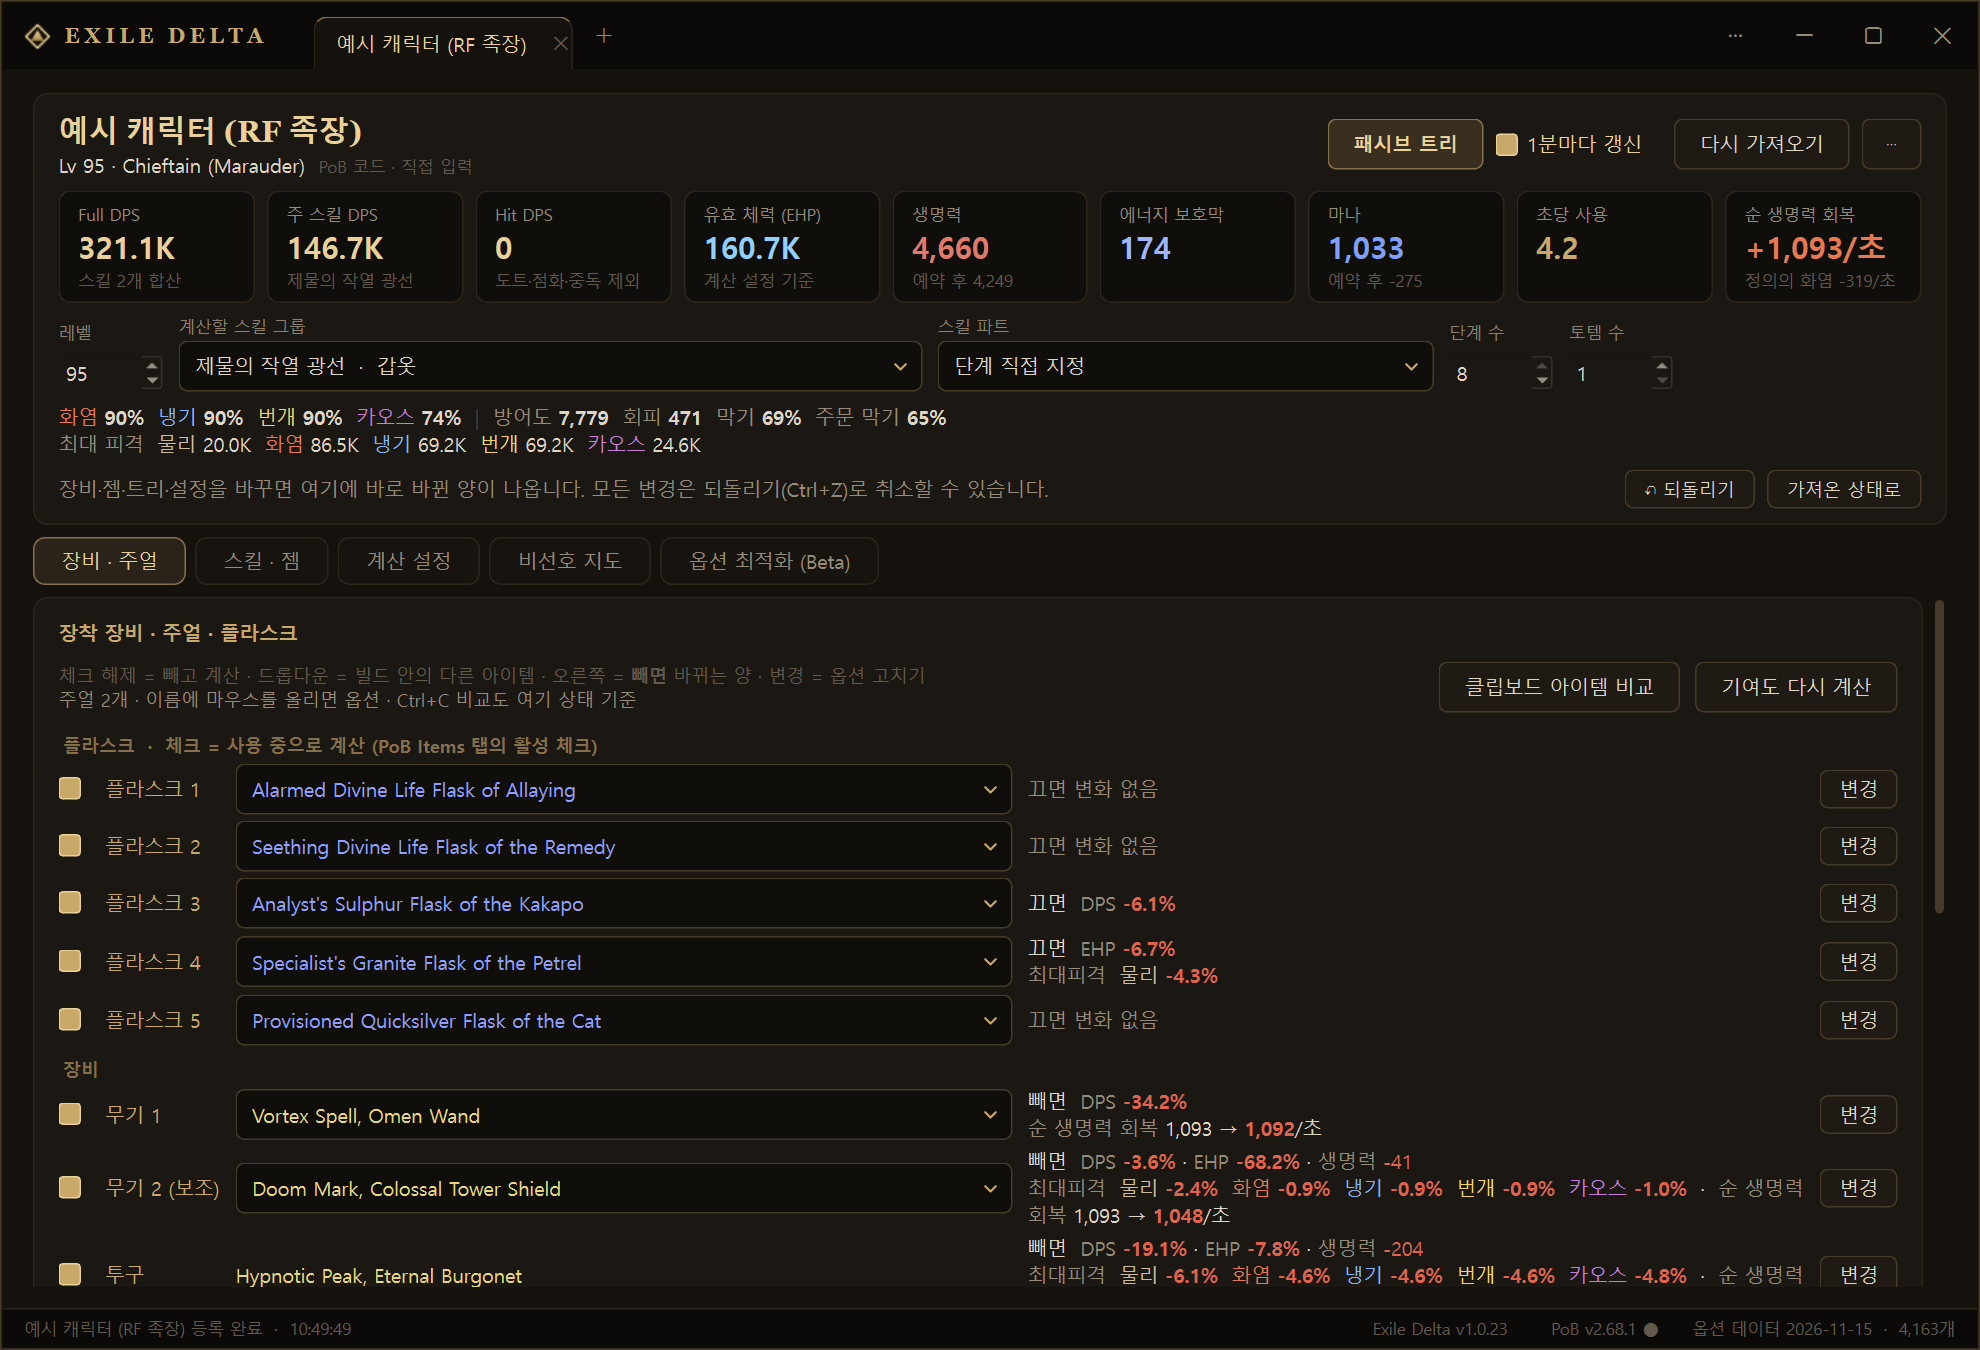 EXILE DELTA
예시 캐릭터 (RF 족장)
예시 캐릭터 (RF 족장)
Lv 95 · Chieftain (Marauder) PoB 코드 · 직접 입력
패시브 트리
1분마다 갱신
다시 가져오기
...
Full DPS
321.1K
스킬 2개 합산
주 스킬 DPS
146.7K
제물의 작열 광선
Hit DPS
0
도트·점화·중독 제외
유효 체력 (EHP)
160.7K
계산 설정 기준
생명력
4,660
예약 후 4,249
에너지 보호막
174
마나
1,033
예약 후 -275
초당 사용
4.2
순 생명력 회복
+1,093/초
정의의 화염 -319/초
레벨
95
계산할 스킬 그룹
제물의 작열 광선 · 갑옷
스킬 파트
단계 직접 지정
단계 수
8
토템 수
1
화염 90% 냉기 90% 번개 90% 카오스 74% | 방어도 7,779 회피 471 막기 69% 주문 막기 65%
최대 피격 물리 20.0K 화염 86.5K 냉기 69.2K 번개 69.2K 카오스 24.6K
장비·젬·트리·설정을 바꾸면 여기에 바로 바뀐 양이 나옵니다. 모든 변경은 되돌리기(Ctrl+Z)로 취소할 수 있습니다.
되돌리기
가져온 상태로
장비 · 주얼
스킬 · 젬
계산 설정
비선호 지도
옵션 최적화 (Beta)
장착 장비 · 주얼 · 플라스크
체크 해제 = 빼고 계산 · 드롭다운 = 빌드 안의 다른 아이템 · 오른쪽 = 빼면 바뀌는 양 · 변경 = 옵션 고치기
주얼 2개 · 이름에 마우스를 올리면 옵션 · Ctrl+C 비교도 여기 상태 기준
클립보드 아이템 비교
기여도 다시 계산
플라스크 · 체크 = 사용 중으로 계산 (PoB Items 탭의 활성 체크)
플라스크 1 Alarmed Divine Life Flask of Allaying 끄면 변화 없음 변경
플라스크 2 Seething Divine Life Flask of the Remedy 끄면 변화 없음 변경
플라스크 3 Analyst's Sulphur Flask of the Kakapo 끄면 DPS -6.1% 변경
플라스크 4 Specialist's Granite Flask of the Petrel 끄면 EHP -6.7%
최대피격 물리 -4.3%
변경
플라스크 5 Provisioned Quicksilver Flask of the Cat 끄면 변화 없음 변경
장비
무기 1 Vortex Spell, Omen Wand 빼면 DPS -34.2%
순 생명력 회복 1,093 → 1,092/초
변경
무기 2 (보조) Doom Mark, Colossal Tower Shield 빼면 DPS -3.6% · EHP -68.2% · 생명력 -41
최대피격 물리 -2.4% 화염 -0.9% 냉기 -0.9% 번개 -0.9% 카오스 -1.0% · 순 생명력
회복 1,093 → 1,048/초
변경
투구 Hypnotic Peak, Eternal Burgonet 빼면 DPS -19.1% · EHP -7.8% · 생명력 -204
최대피격 물리 -6.1% 화염 -4.6% 냉기 -4.6% 번개 -4.6% 카오스 -4.8% · 순 생명력
변경
예시 캐릭터 (RF 족장) 등록 완료 · 10:49:49
Exile Delta v1.0.23 PoB v2.68.1 옵션 데이터 2026-11-15 · 4,163개